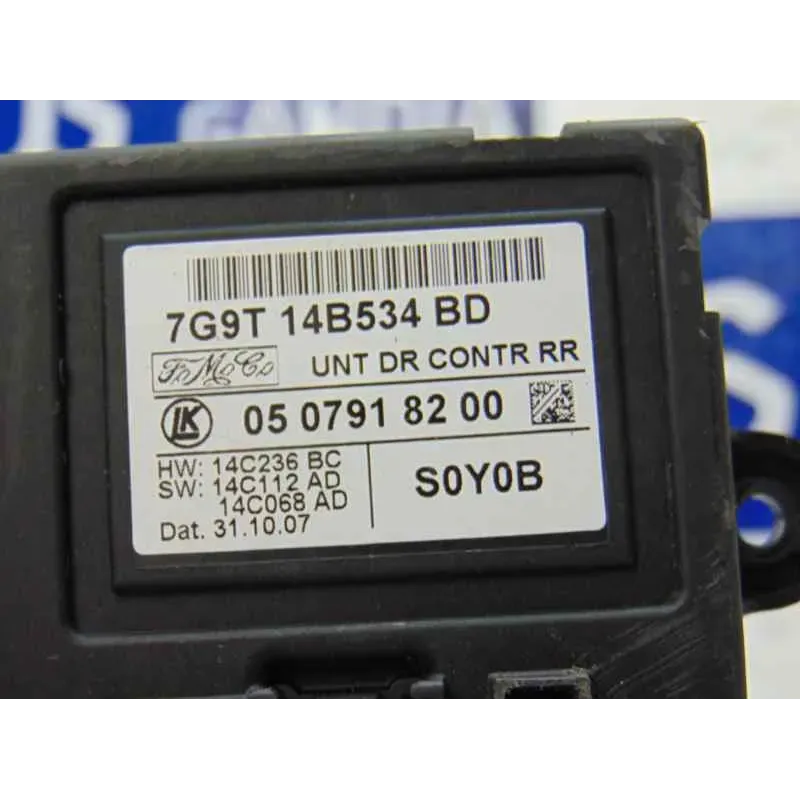 7G9T 14B534 BD
FoMoCo
UNT DR CONTR RR
LK
05 0791 82 00
HW: 14C236 BC
SW: 14C112 AD
14C068 AD
Dat. 31.10.07
S0Y0B